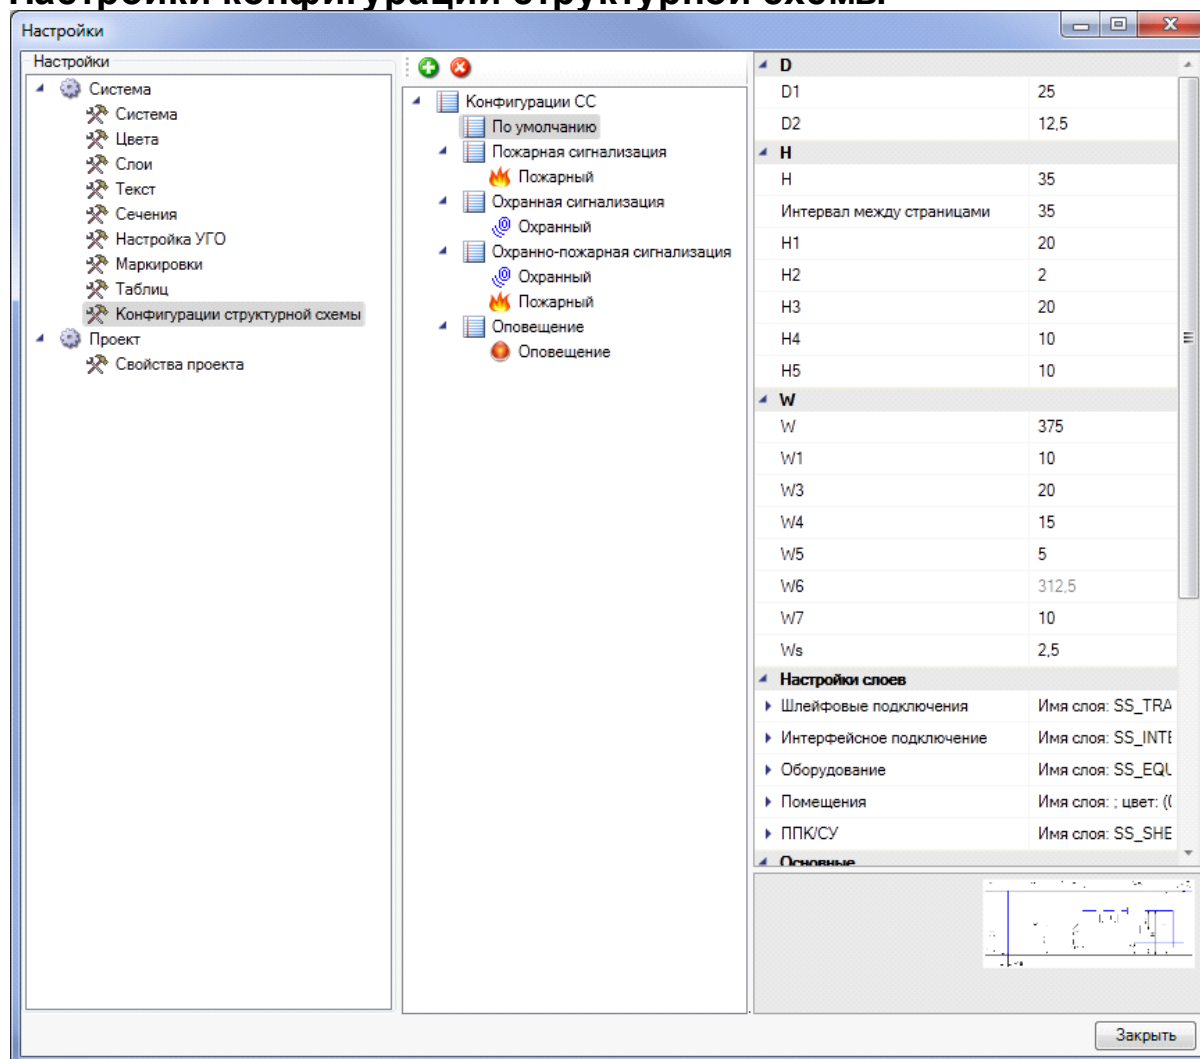 Настройки конфигурации структурной схемы
Настройки
Настройки
Система
Система
Цвета
Слои
Текст
Сечения
Настройка УГО
Маркировки
Таблиц
Конфигурации структурной схемы
Проект
Свойства проекта
Конфигурации СС
По умолчанию
Пожарная сигнализация
Пожарный
Охранная сигнализация
Охранный
Охранно-пожарная сигнализация
Охранный
Пожарный
Оповещение
Оповещение
D
D1 25
D2 12,5
H
H 35
Интервал между страницами 35
H1 20
H2 2
H3 20
H4 10
H5 10
W
W 375
W1 10
W3 20
W4 15
W5 5
W6 312,5
W7 10
Ws 2,5
Настройки слоев
Шлейфовые подключения Имя слоя: SS_TRA
Интерфейсное подключение Имя слоя: SS_INTE
Оборудование Имя слоя: SS_EQU
Помещения Имя слоя: ; цвет: ((
ППК/СУ Имя слоя: SS_SHE
Основные
Закрыть